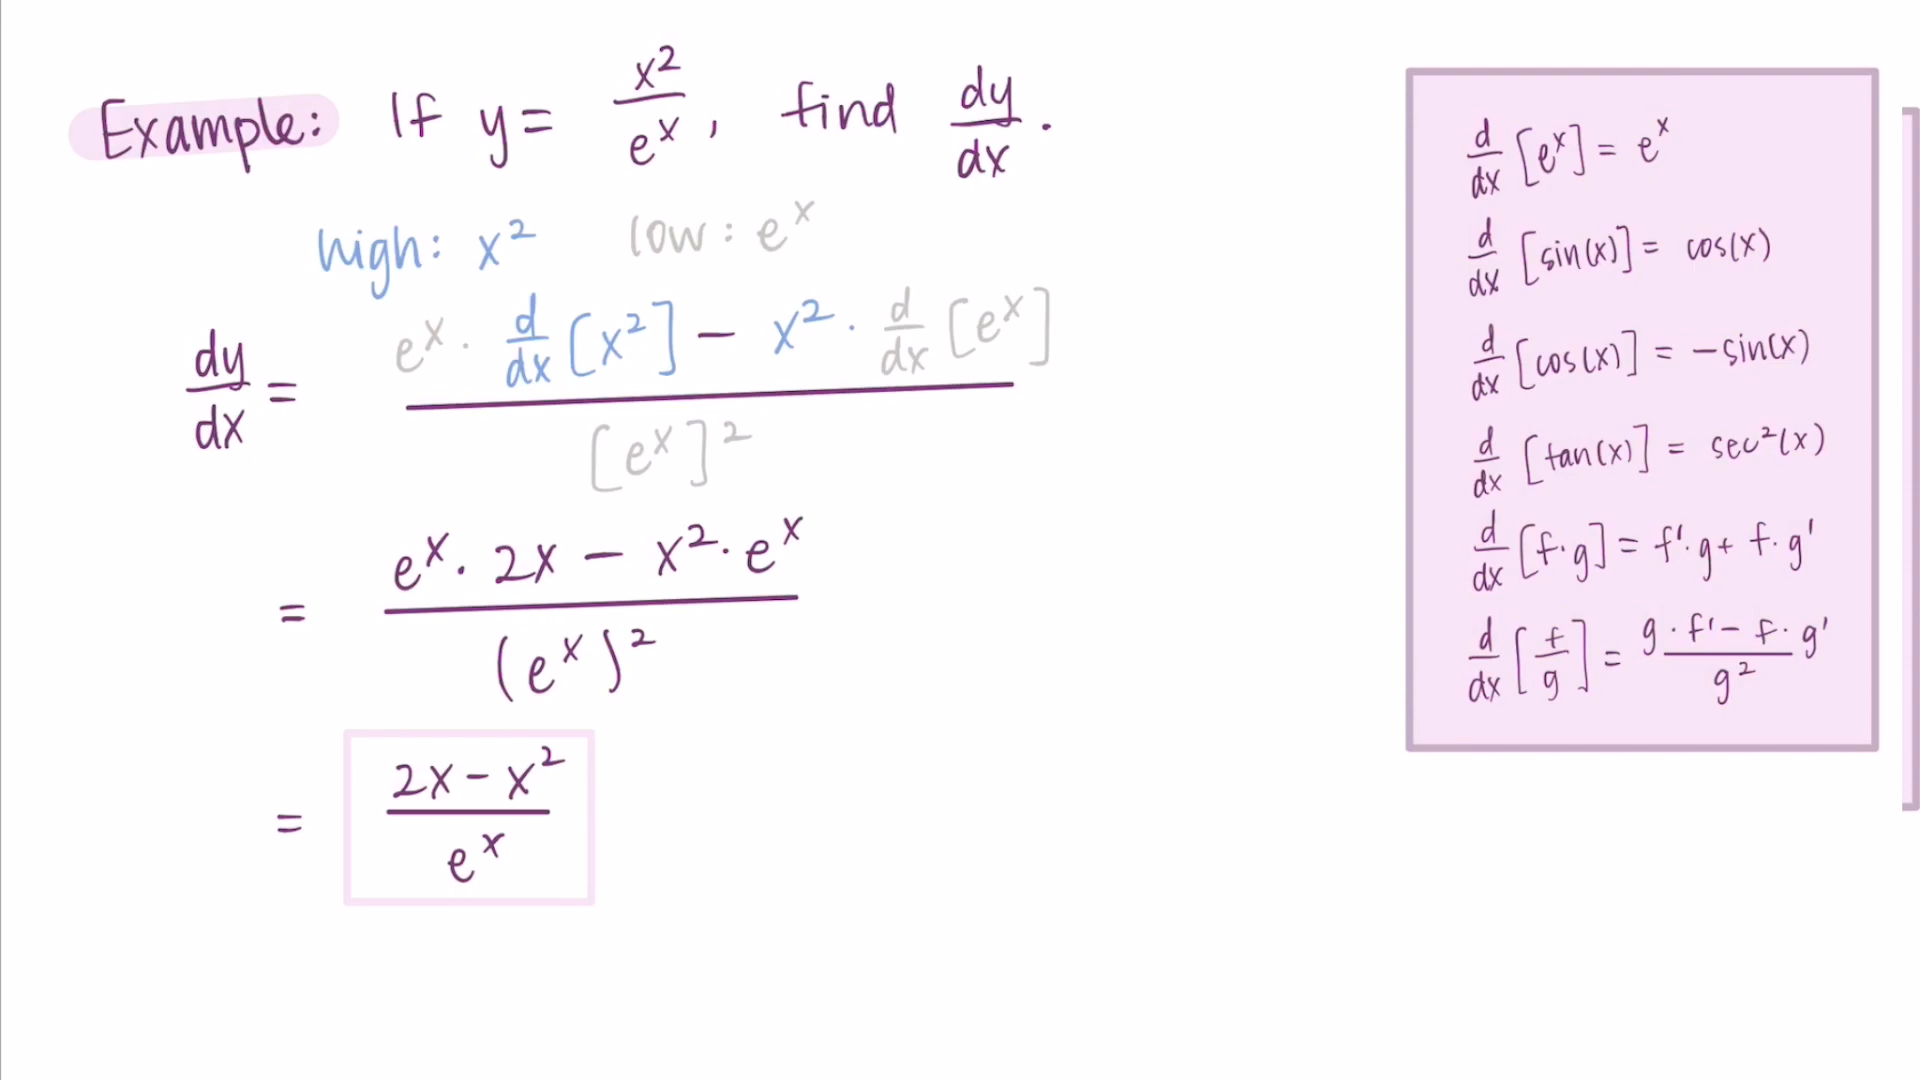 Example: If y = x²/eˣ, find dy/dx.
high: x² low: eˣ
dy/dx = (eˣ · d/dx [x²] − x² · d/dx [eˣ]) / [eˣ]²
= (eˣ · 2x − x² · eˣ) / (eˣ)²
= (2x − x²) / eˣ
d/dx [eˣ] = eˣ
d/dx [sin(x)] = cos(x)
d/dx [cos(x)] = −sin(x)
d/dx [tan(x)] = sec²(x)
d/dx [f·g] = f'·g + f·g'
d/dx [f/g] = (g·f' − f·g') / g²